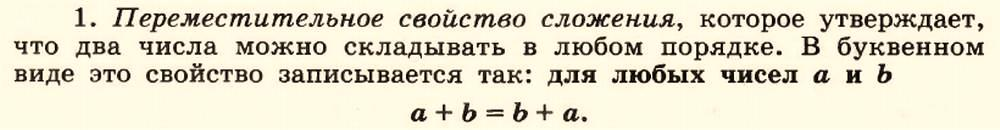 1. Переместительное свойство сложения, которое утверждает,
что два числа можно складывать в любом порядке. В буквенном
виде это свойство записывается так: для любых чисел a и b
a + b = b + a.